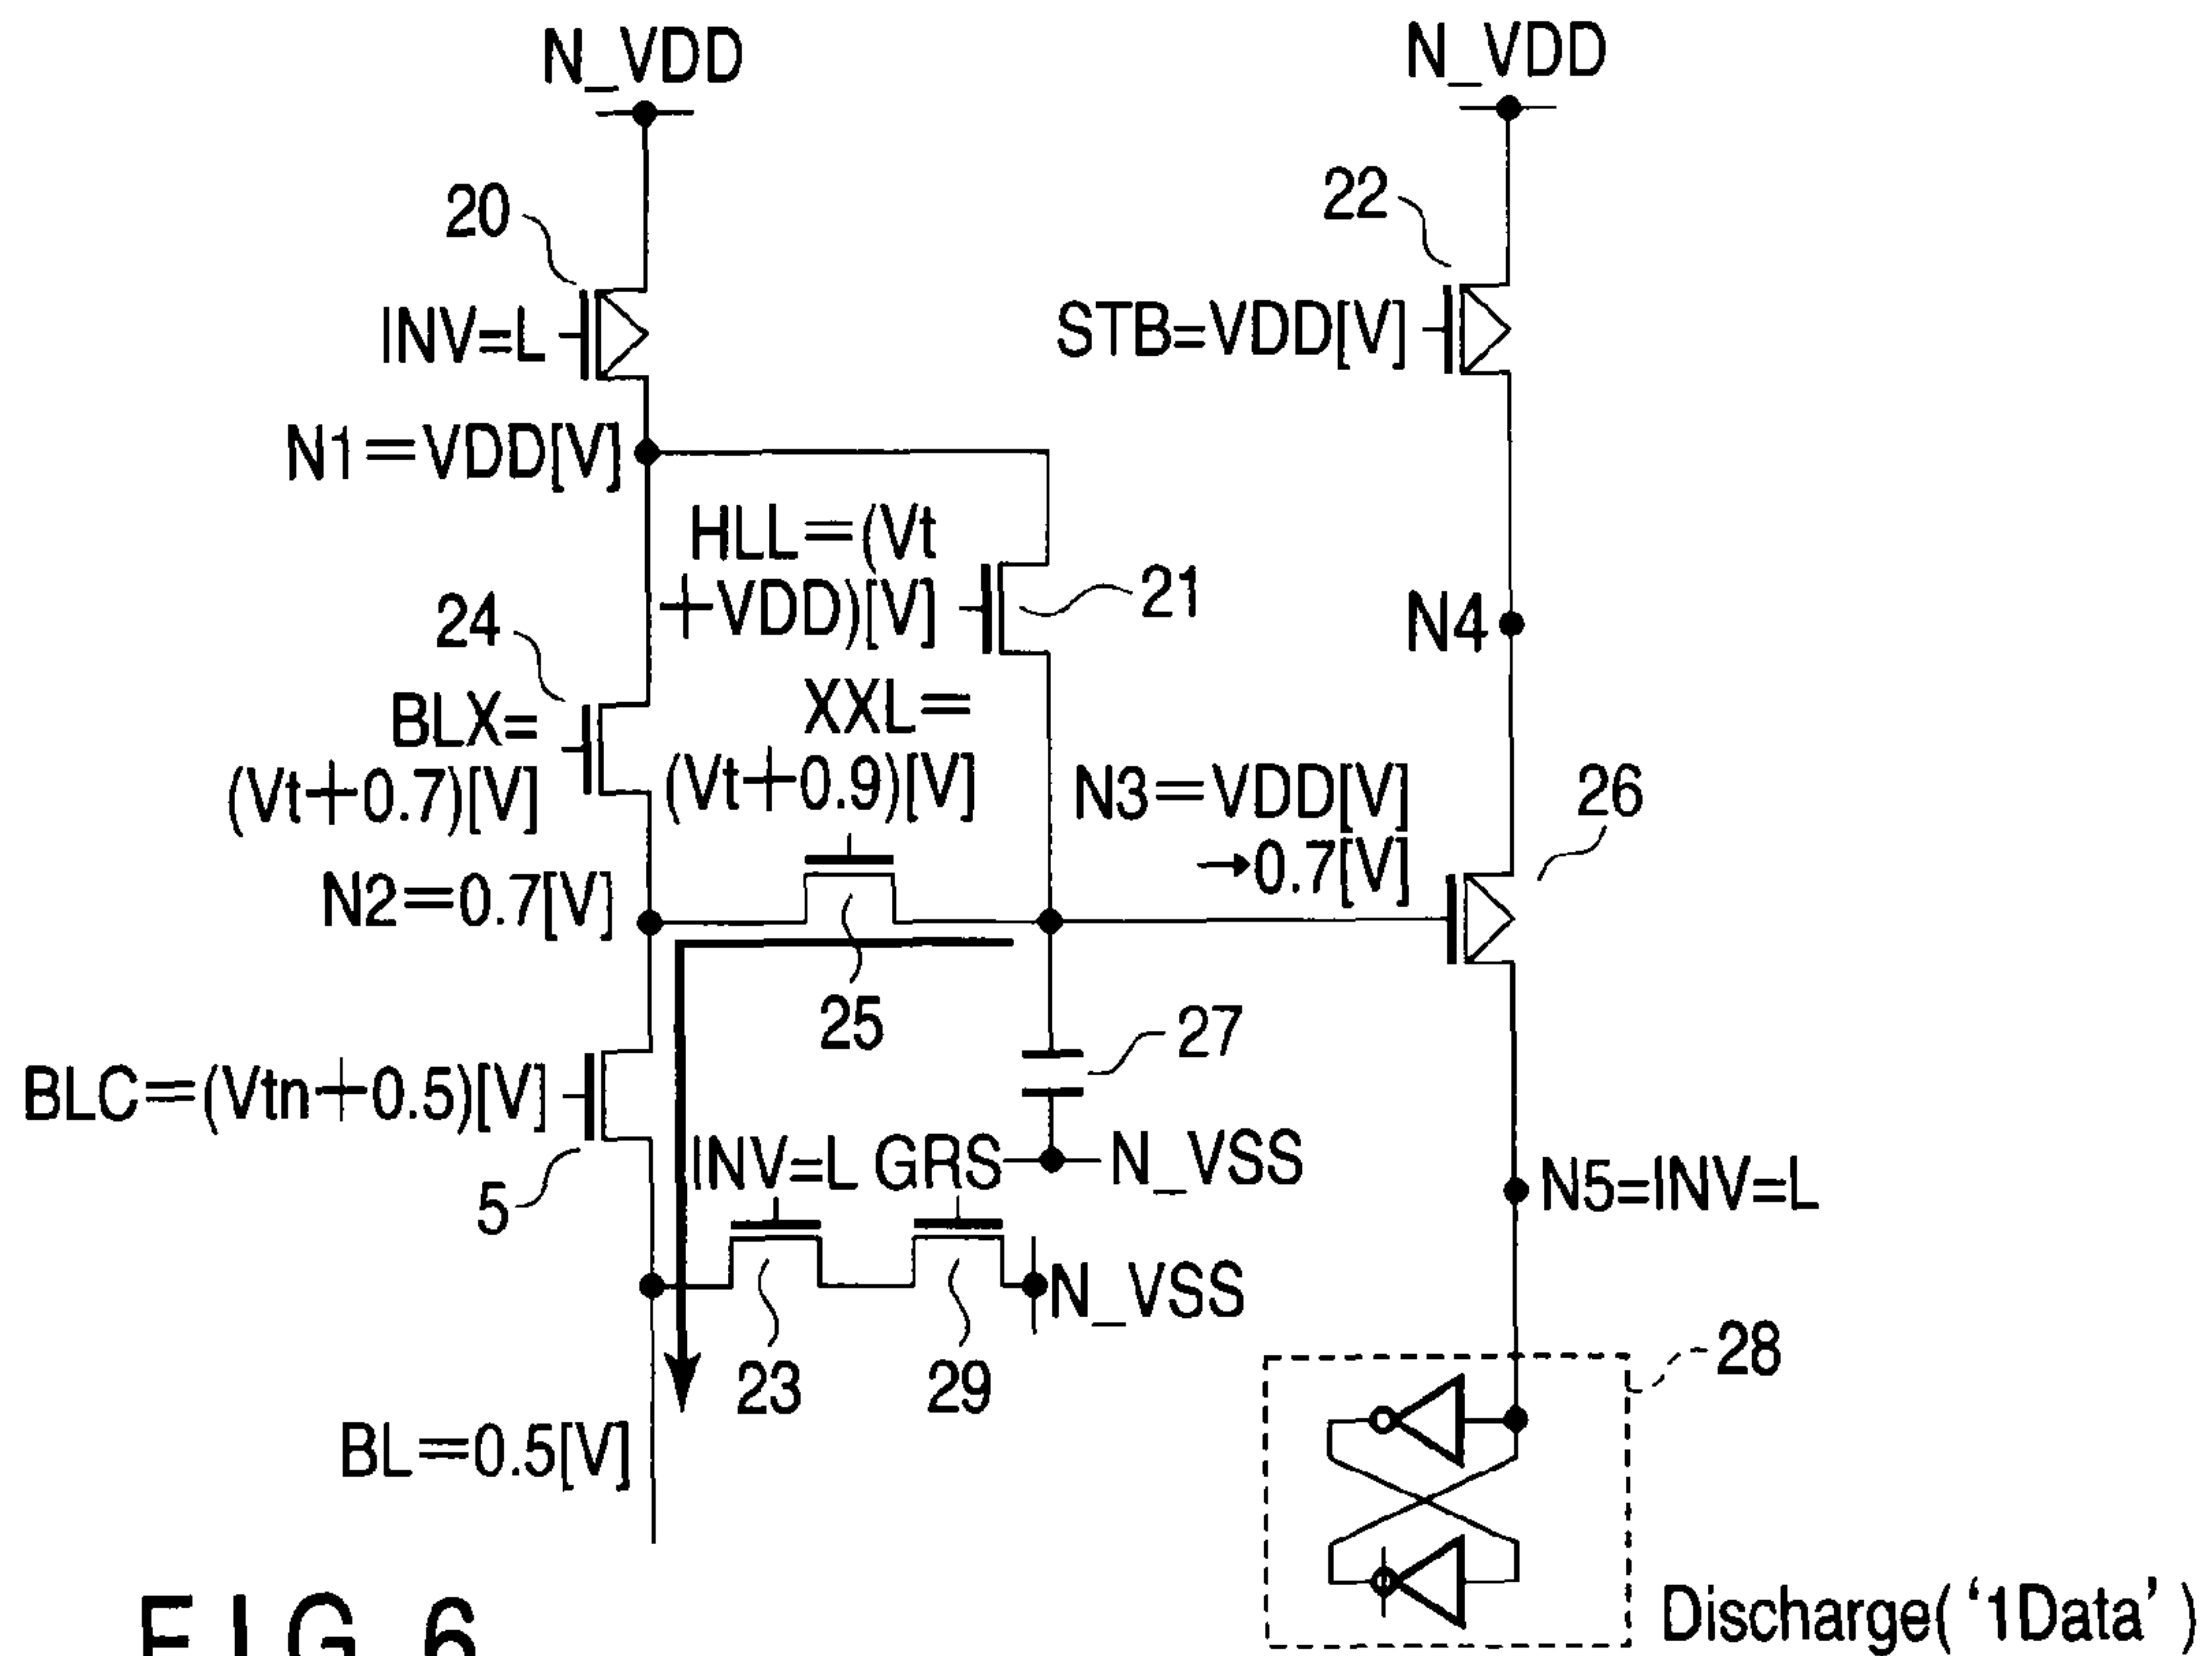 N_VDD
N_VDD
20
22
INV=L
STB=VDD[V]
N1=VDD[V]
HLL=(Vt
+VDD)[V]
21
24
N4
BLX=
(Vt+0.7)[V]
XXL=
(Vt+0.9)[V]
N3=VDD[V]
→0.7[V]
26
N2=0.7[V]
25
27
BLC=(Vtn+0.5)[V]
5
INV=L
GRS
N_VSS
N5=INV=L
N_VSS
23
29
28
BL=0.5[V]
FIG. 6
Discharge('1Data')